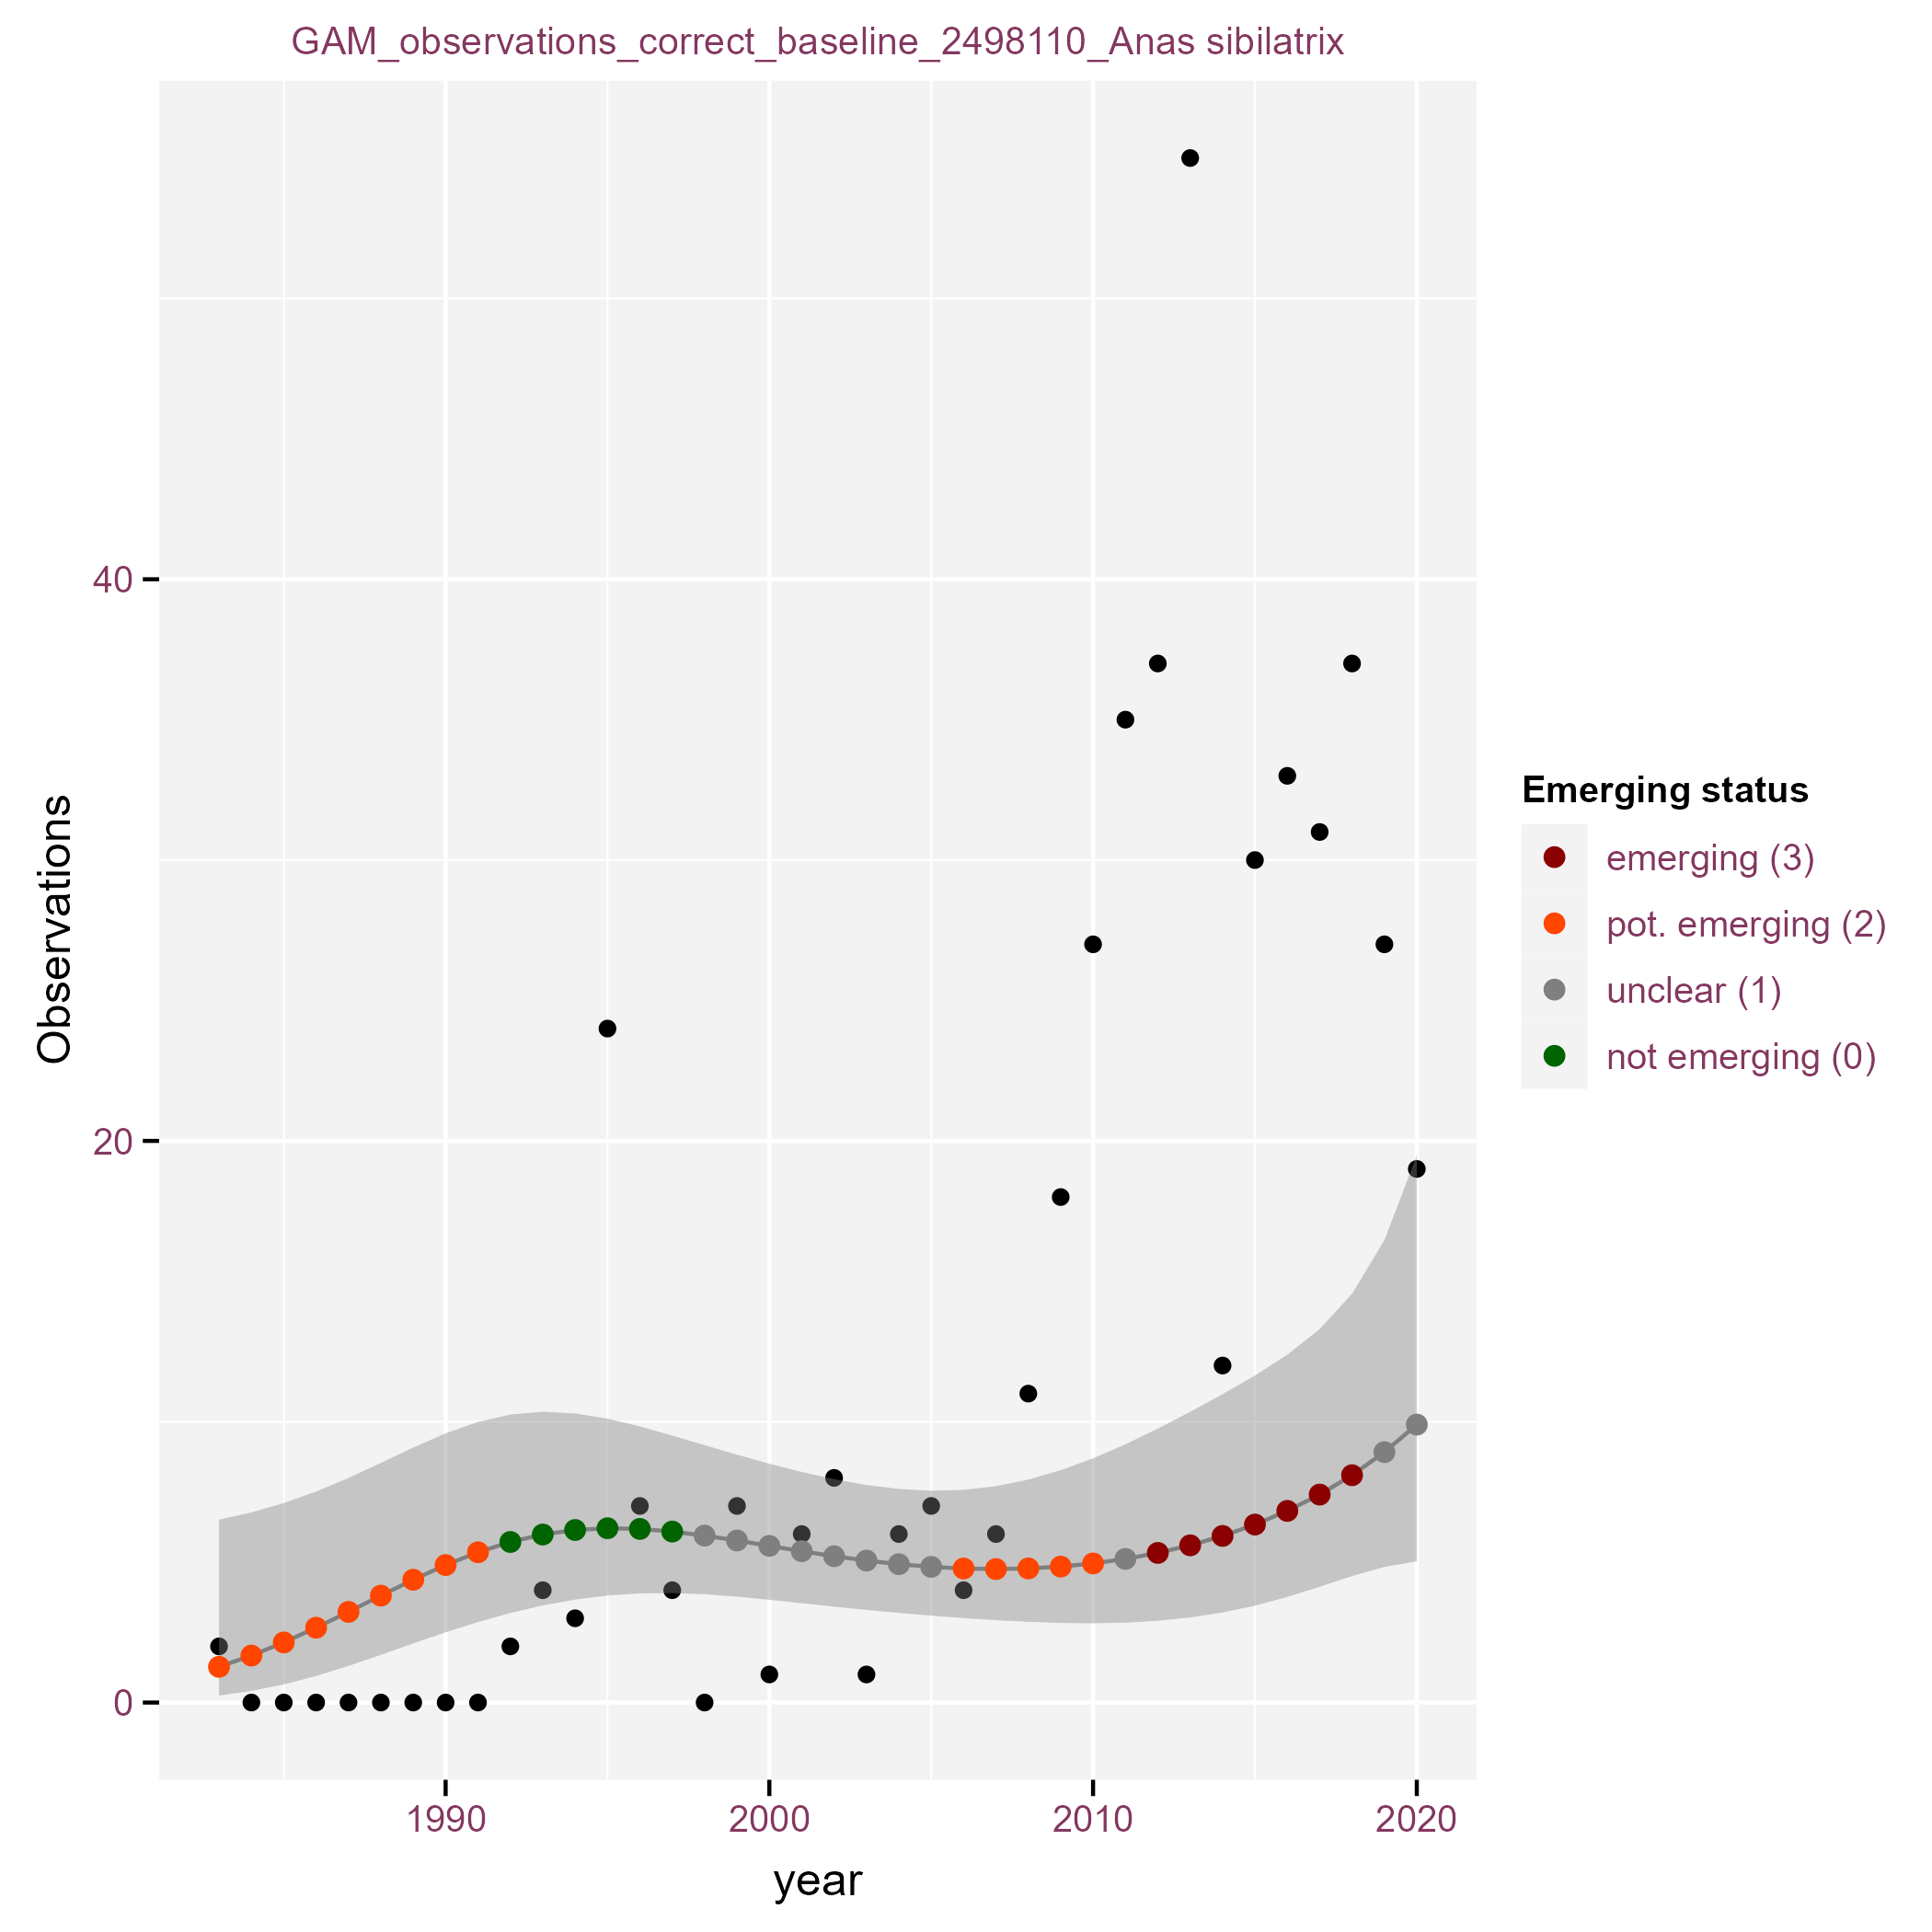 GAM_observations_correct_baseline_2498110_Anas sibilatrix
Observations
40
20
0
1990
2000
2010
2020
year
Emerging status
emerging (3)
pot. emerging (2)
unclear (1)
not emerging (0)